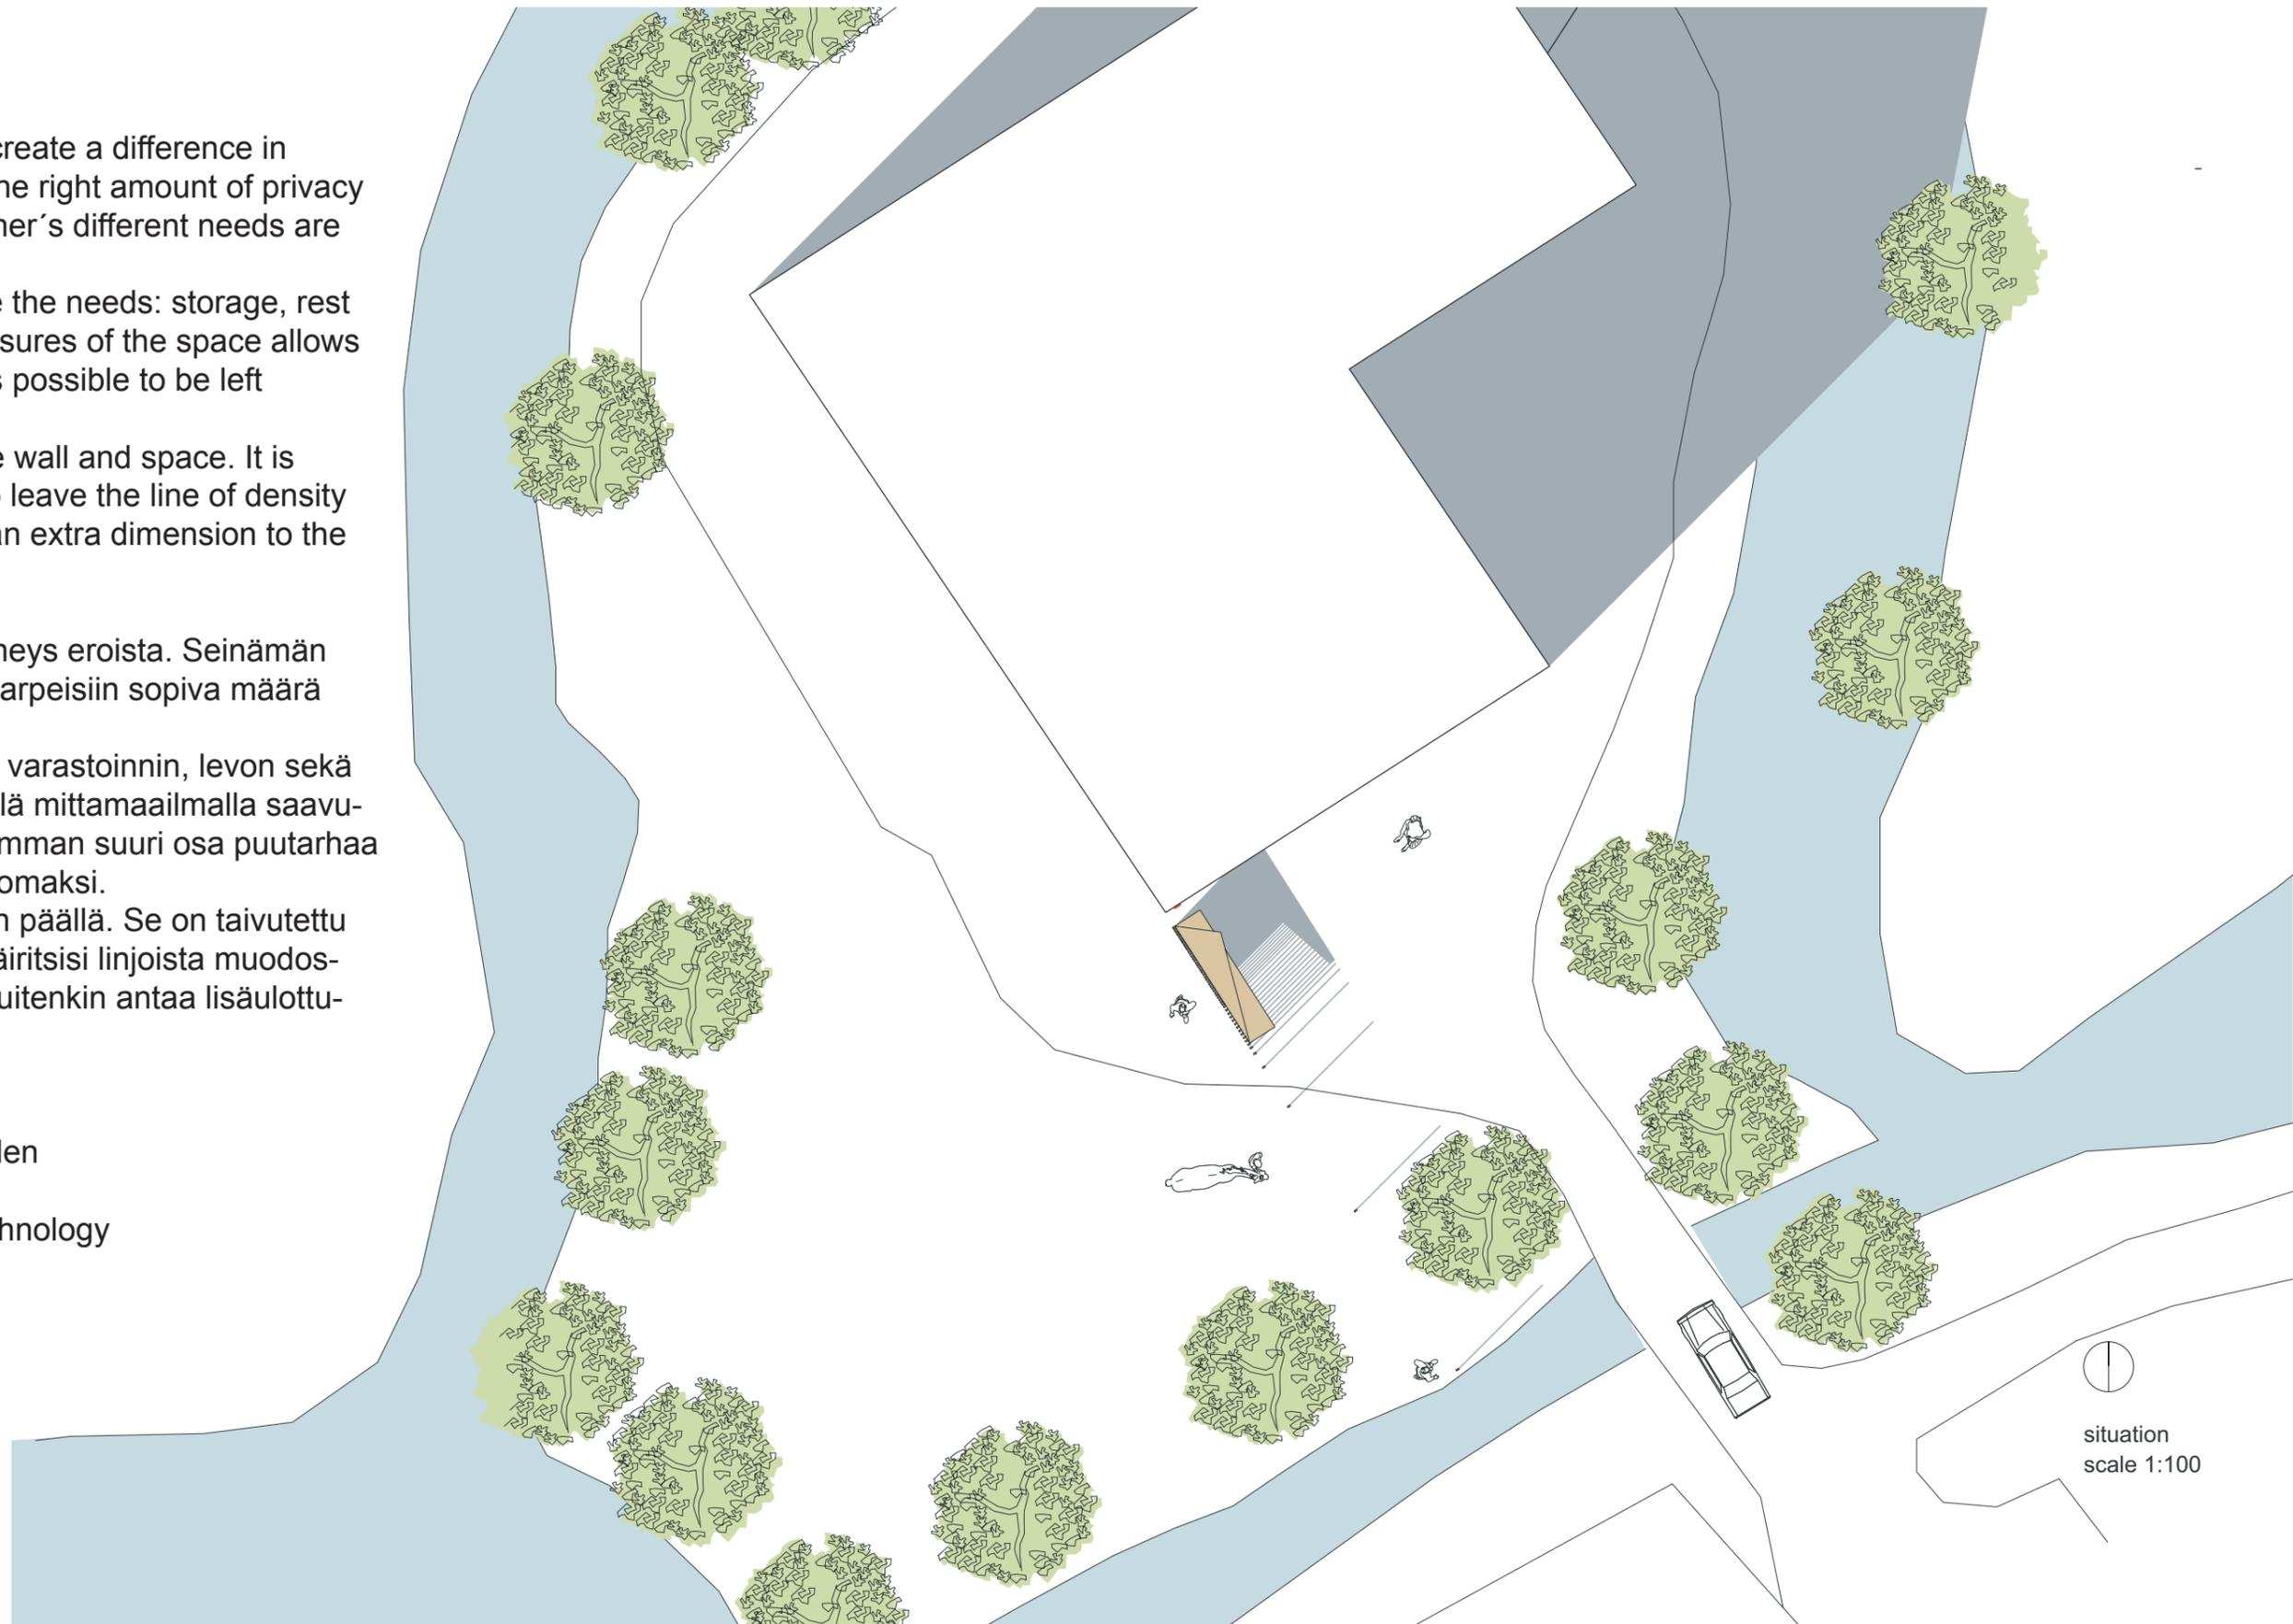 create a difference in
he right amount of privacy
ner´s different needs are
e the needs: storage, rest
sures of the space allows
s possible to be left
e wall and space. It is
o leave the line of density
an extra dimension to the
neys eroista. Seinämän
arpeisiin sopiva määrä
varastoinnin, levon sekä
lä mittamaailmalla saavu-
mman suuri osa puutarhaa
omaksi.
n päällä. Se on taivutettu
äiritsisi linjoista muodos-
uitenkin antaa lisäulottu-
len
hnology
situation
scale 1:100